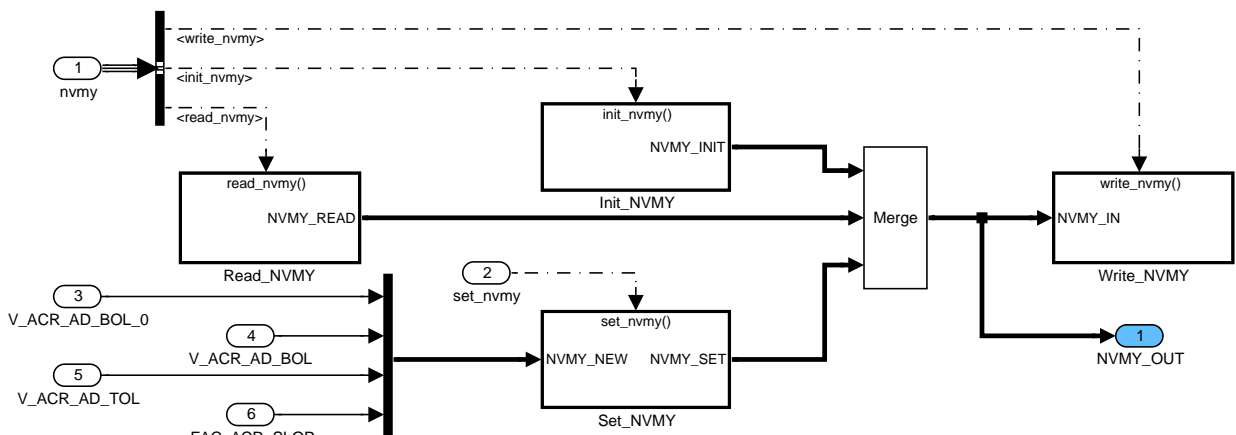 <write_nvmy>
1
nvmy
<init_nvmy>
<read_nvmy>
init_nvmy()
NVMY_INIT
Init_NVMY
read_nvmy()
NVMY_READ
Read_NVMY
Merge
write_nvmy()
NVMY_IN
Write_NVMY
2
set_nvmy
3
V_ACR_AD_BOL_0
4
V_ACR_AD_BOL
5
V_ACR_AD_TOL
6
set_nvmy()
NVMY_NEW NVMY_SET
Set_NVMY
1
NVMY_OUT